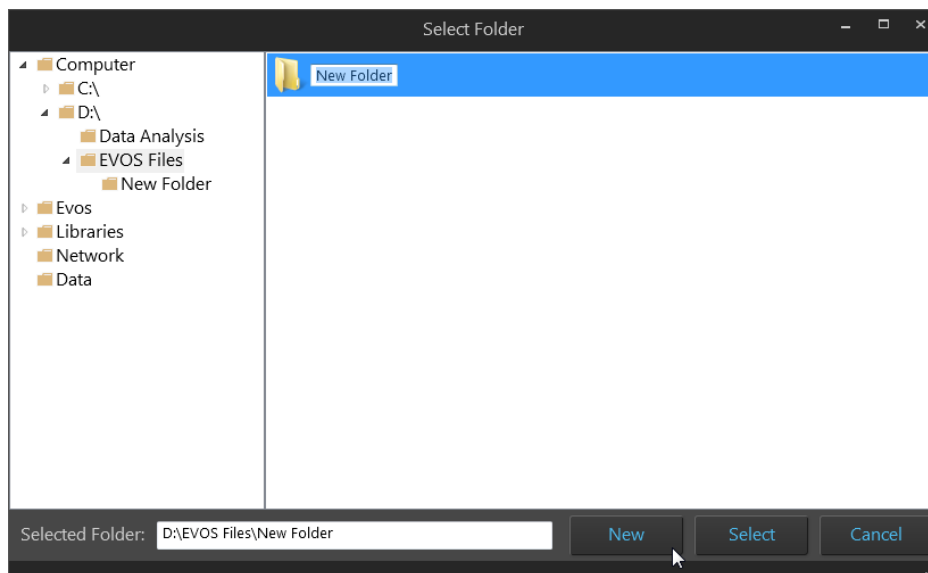 Select Folder
Computer
C:\
D:\
Data Analysis
EVOS Files
New Folder
Evos
Libraries
Network
Data
New Folder
Selected Folder: D:\EVOS Files\New Folder New Select Cancel